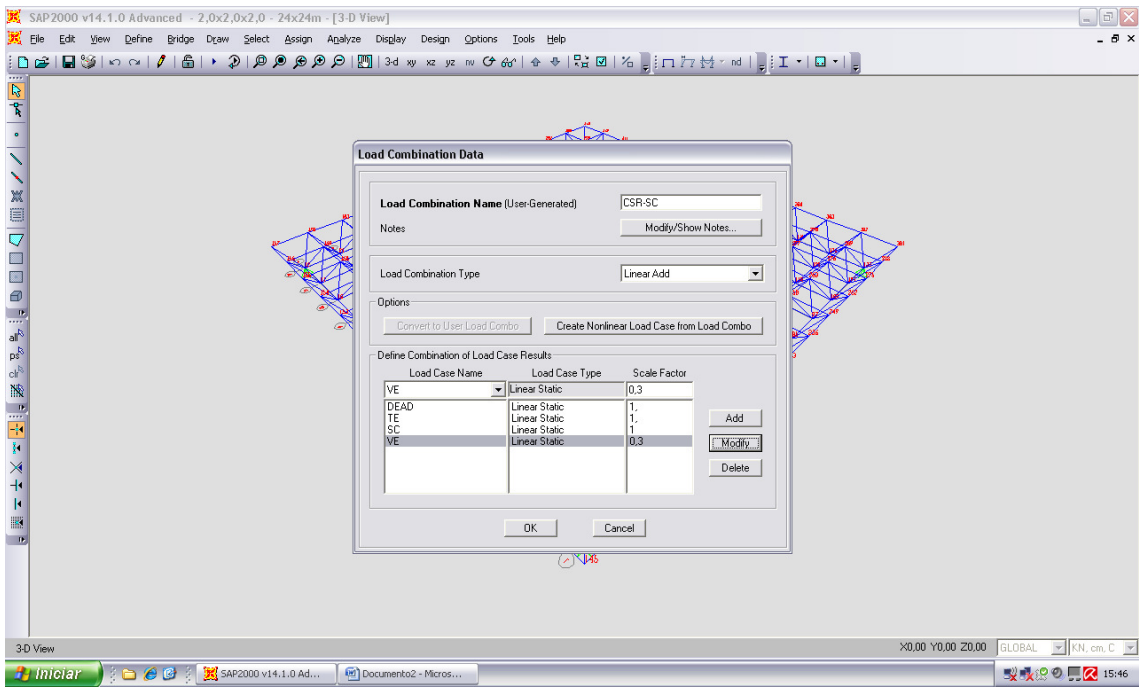 SAP2000 v14.1.0 Advanced - 2,0x2,0x2,0 - 24x24m - [3-D View]
File Edit View Define Bridge Draw Select Assign Analyze Display Design Options Tools Help
3-d xy xz yz nv nd
Load Combination Data
Load Combination Name (User-Generated) CSR-SC
Notes Modify/Show Notes...
Load Combination Type Linear Add
Options
Convert to User Load Combo Create Nonlinear Load Case from Load Combo
Define Combination of Load Case Results
Load Case Name Load Case Type Scale Factor
VE Linear Static 0,3
DEAD Linear Static 1,
TE Linear Static 1,
SC Linear Static 1
VE Linear Static 0,3
Add
Modify
Delete
OK Cancel
all
ps
clr
3-D View X0,00 Y0,00 Z0,00 GLOBAL KN, cm, C
Iniciar SAP2000 v14.1.0 Ad... Documento2 - Micros... 15:46